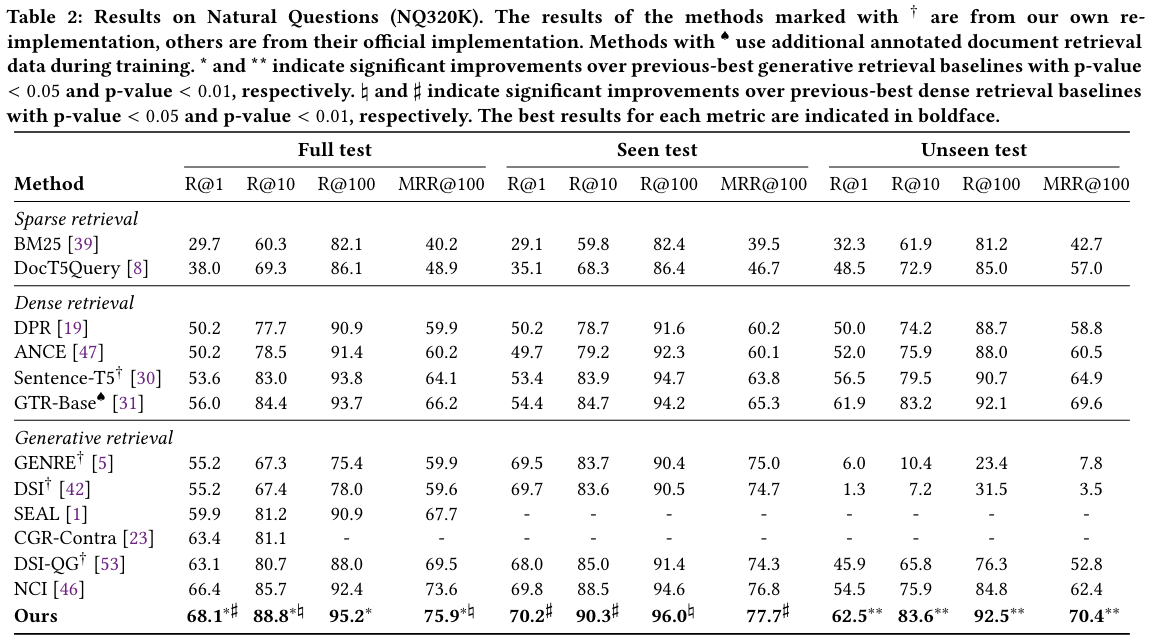 Table 2: Results on Natural Questions (NQ320K). The results of the methods marked with † are from our own re-
implementation, others are from their official implementation. Methods with ♠ use additional annotated document retrieval
data during training. * and ** indicate significant improvements over previous-best generative retrieval baselines with p-value
< 0.05 and p-value < 0.01, respectively. ♮ and ♯ indicate significant improvements over previous-best dense retrieval baselines
with p-value < 0.05 and p-value < 0.01, respectively. The best results for each metric are indicated in boldface.
Full test Seen test Unseen test
Method R@1 R@10 R@100 MRR@100 R@1 R@10 R@100 MRR@100 R@1 R@10 R@100 MRR@100
Sparse retrieval
BM25 [39] 29.7 60.3 82.1 40.2 29.1 59.8 82.4 39.5 32.3 61.9 81.2 42.7
DocT5Query [8] 38.0 69.3 86.1 48.9 35.1 68.3 86.4 46.7 48.5 72.9 85.0 57.0
Dense retrieval
DPR [19] 50.2 77.7 90.9 59.9 50.2 78.7 91.6 60.2 50.0 74.2 88.7 58.8
ANCE [47] 50.2 78.5 91.4 60.2 49.7 79.2 92.3 60.1 52.0 75.9 88.0 60.5
Sentence-T5† [30] 53.6 83.0 93.8 64.1 53.4 83.9 94.7 63.8 56.5 79.5 90.7 64.9
GTR-Base♠ [31] 56.0 84.4 93.7 66.2 54.4 84.7 94.2 65.3 61.9 83.2 92.1 69.6
Generative retrieval
GENRE† [5] 55.2 67.3 75.4 59.9 69.5 83.7 90.4 75.0 6.0 10.4 23.4 7.8
DSI† [42] 55.2 67.4 78.0 59.6 69.7 83.6 90.5 74.7 1.3 7.2 31.5 3.5
SEAL [1] 59.9 81.2 90.9 67.7 - - - - - - - -
CGR-Contra [23] 63.4 81.1 - - - - - - - - - -
DSI-QG† [53] 63.1 80.7 88.0 69.5 68.0 85.0 91.4 74.3 45.9 65.8 76.3 52.8
NCI [46] 66.4 85.7 92.4 73.6 69.8 88.5 94.6 76.8 54.5 75.9 84.8 62.4
Ours 68.1*♯ 88.8*♮ 95.2* 75.9*♮ 70.2♯ 90.3♯ 96.0♮ 77.7♯ 62.5** 83.6** 92.5** 70.4**